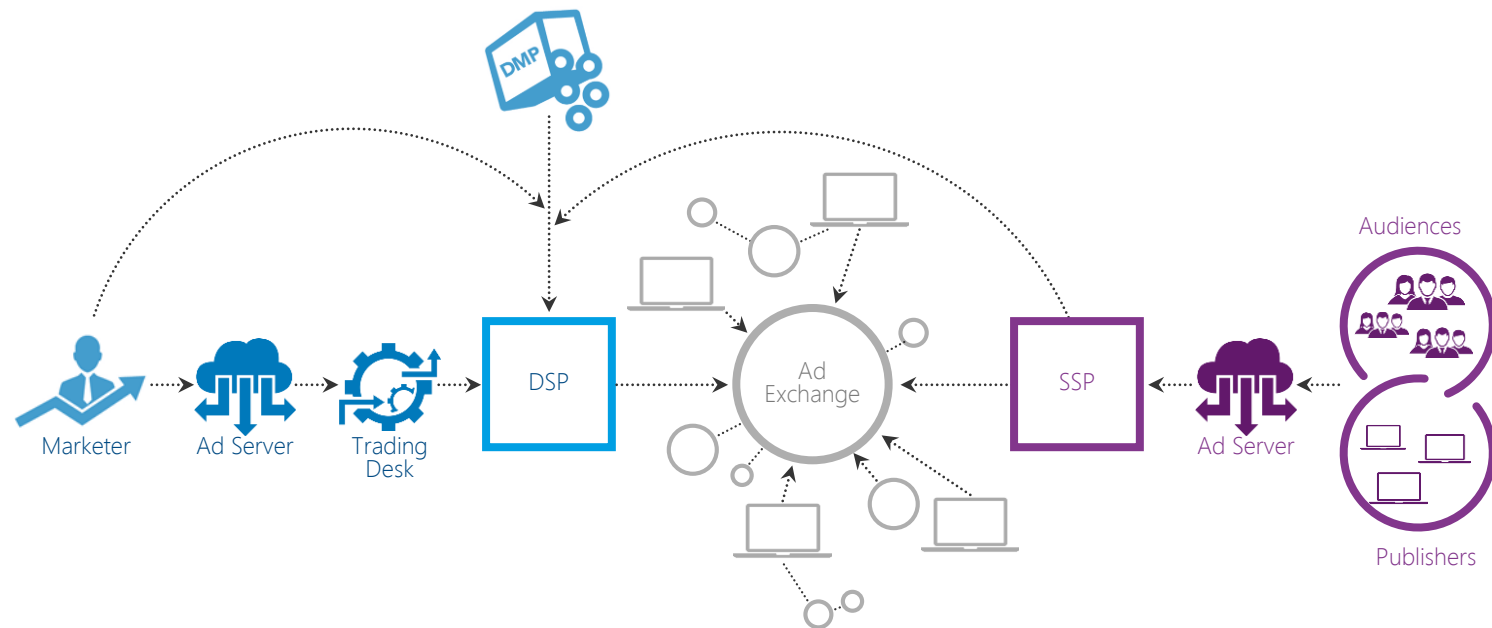 DMP
Audiences
DSP
Ad
Exchange
SSP
Marketer
Ad Server
Trading
Desk
Ad Server
Publishers